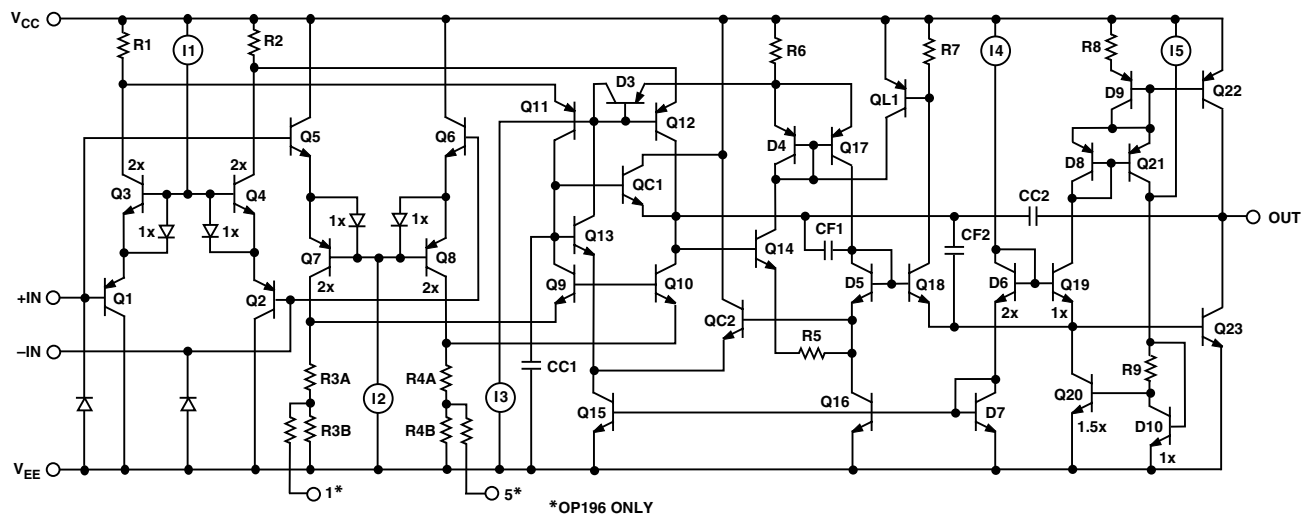 VCC
R1
I1
R2
R6
R7
I4
R8
I5
D3
D9
Q11
Q12
QL1
Q22
Q5
Q6
D4
Q17
D8
Q21
2x
2x
Q3
Q4
QC1
CC2
OUT
1x
1x
1x
1x
Q13
Q14
CF1
CF2
Q7
Q8
2x
2x
Q9
Q10
D5
Q18
D6
Q19
2x
1x
+IN
Q1
Q2
QC2
Q23
–IN
R5
R3A
R4A
CC1
R9
I2
I3
Q15
Q16
D7
Q20
R3B
R4B
1.5x
D10
1x
VEE
1*
5*
*OP196 ONLY